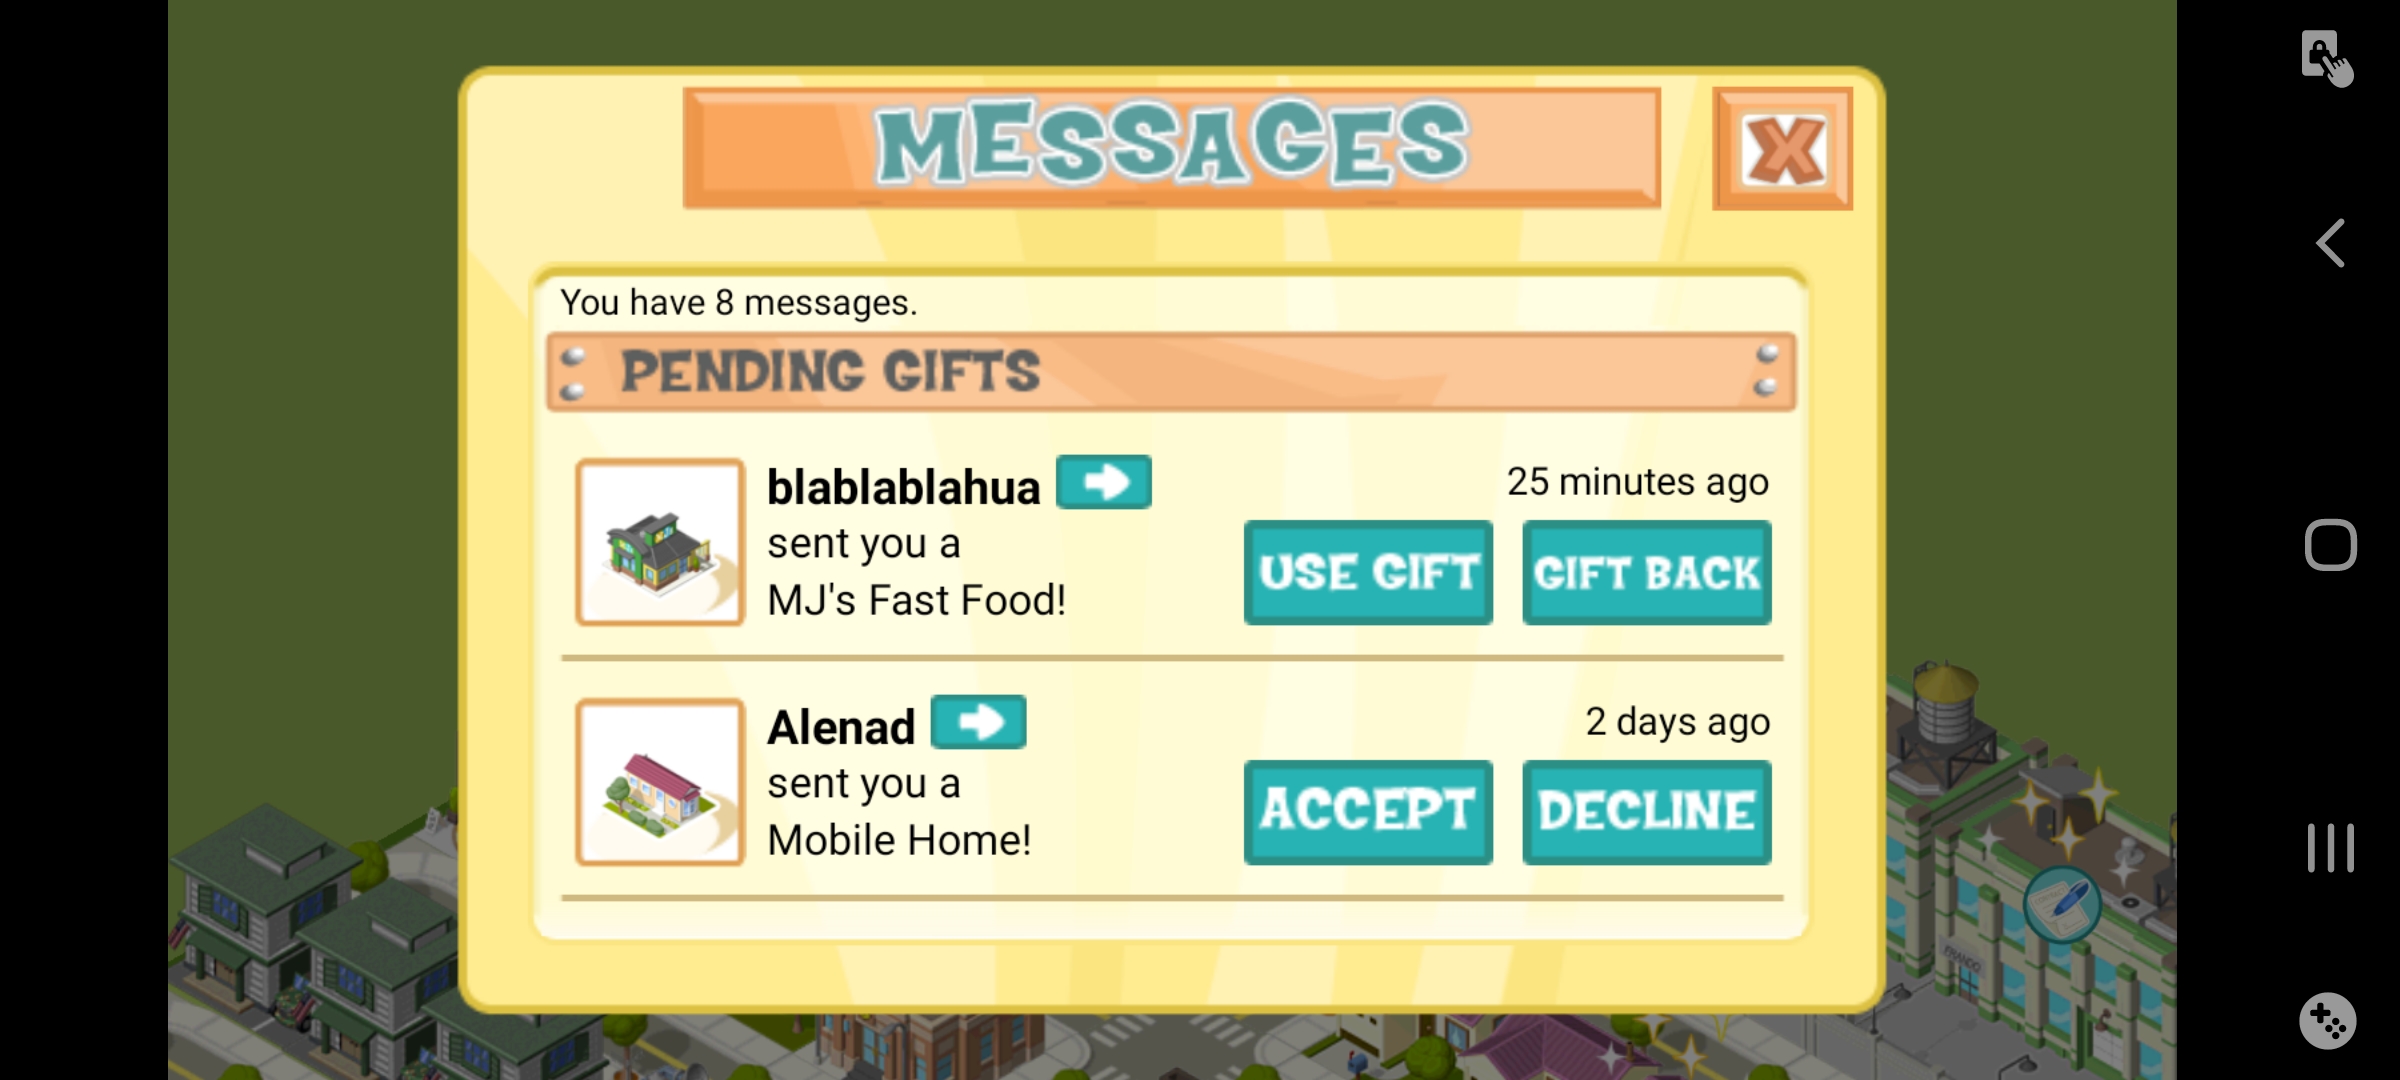 MESSAGES
X
You have 8 messages.
PENDING GIFTS
blablablahua
25 minutes ago
sent you a
MJ's Fast Food!
USE GIFT
GIFT BACK
Alenad
2 days ago
sent you a
Mobile Home!
ACCEPT
DECLINE